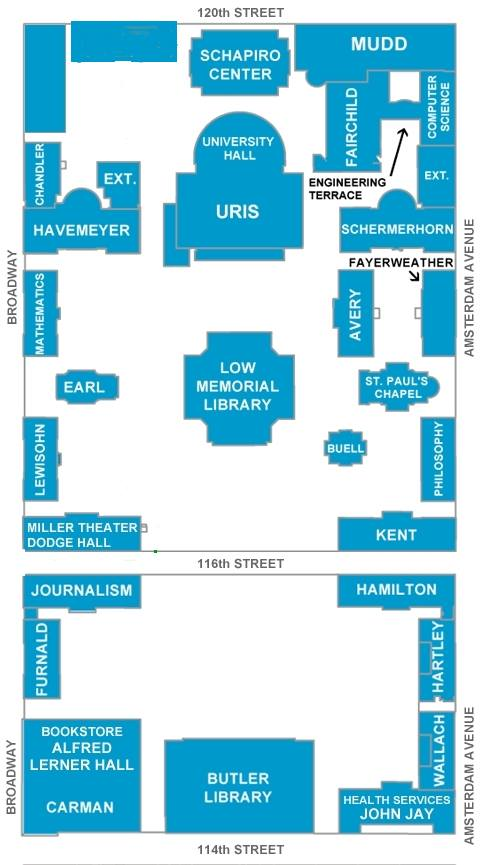 120th STREET
MUDD
SCHAPIRO
CENTER
COMPUTER
SCIENCE
FAIRCHILD
UNIVERSITY
HALL
CHANDLER
EXT.
EXT.
ENGINEERING
TERRACE
URIS
HAVEMEYER
SCHERMERHORN
BROADWAY
AMSTERDAM AVENUE
FAYERWEATHER
MATHEMATICS
AVERY
LOW
MEMORIAL
LIBRARY
EARL
ST. PAUL'S
CHAPEL
LEWISOHN
BUELL
PHILOSOPHY
MILLER THEATER
DODGE HALL
KENT
116th STREET
JOURNALISM
HAMILTON
FURNALD
HARTLEY
BOOKSTORE
ALFRED
LERNER HALL
CARMAN
WALLACH
BROADWAY
AMSTERDAM AVENUE
BUTLER
LIBRARY
HEALTH SERVICES
JOHN JAY
114th STREET